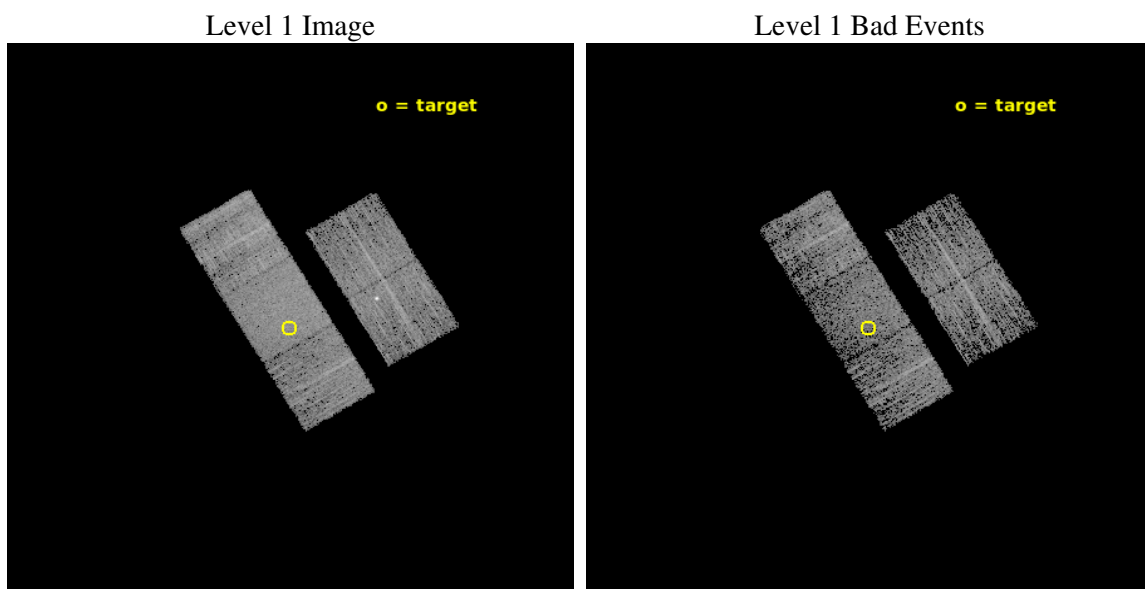 Level 1 Image
Level 1 Bad Events
o = target
o = target